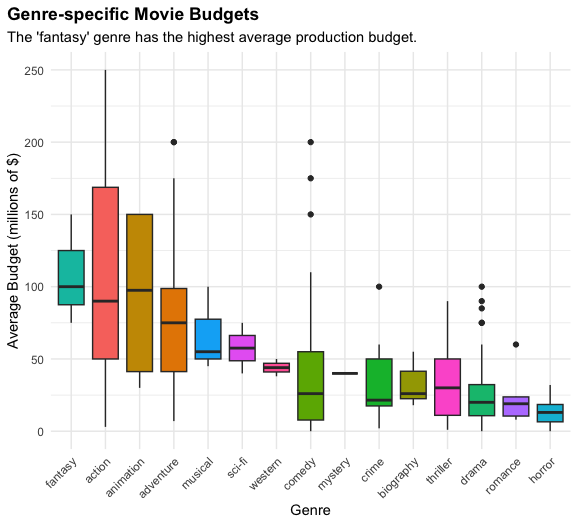 Genre-specific Movie Budgets
The 'fantasy' genre has the highest average production budget.
Average Budget (millions of $)
250
200
150
100
50
0
fantasy
action
animation
adventure
musical
sci-fi
western
comedy
mystery
crime
biography
thriller
drama
romance
horror
Genre